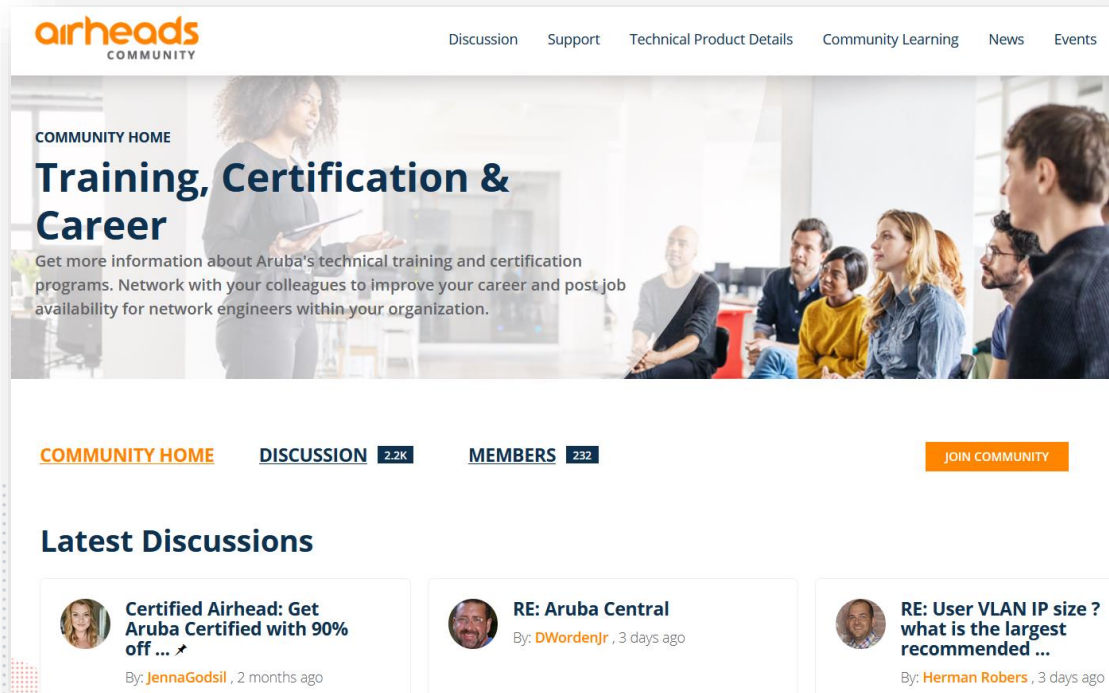 airheads
COMMUNITY
Discussion Support Technical Product Details Community Learning News Events
COMMUNITY HOME
Training, Certification &
Career
Get more information about Aruba's technical training and certification
programs. Network with your colleagues to improve your career and post job
availability for network engineers within your organization.
COMMUNITY HOME DISCUSSION 2.2K MEMBERS 232 JOIN COMMUNITY
Latest Discussions
Certified Airhead: Get
Aruba Certified with 90%
off ...
By: JennaGodsil , 2 months ago
RE: Aruba Central
By: DWordenJr , 3 days ago
RE: User VLAN IP size ?
what is the largest
recommended ...
By: Herman Robers , 3 days ago